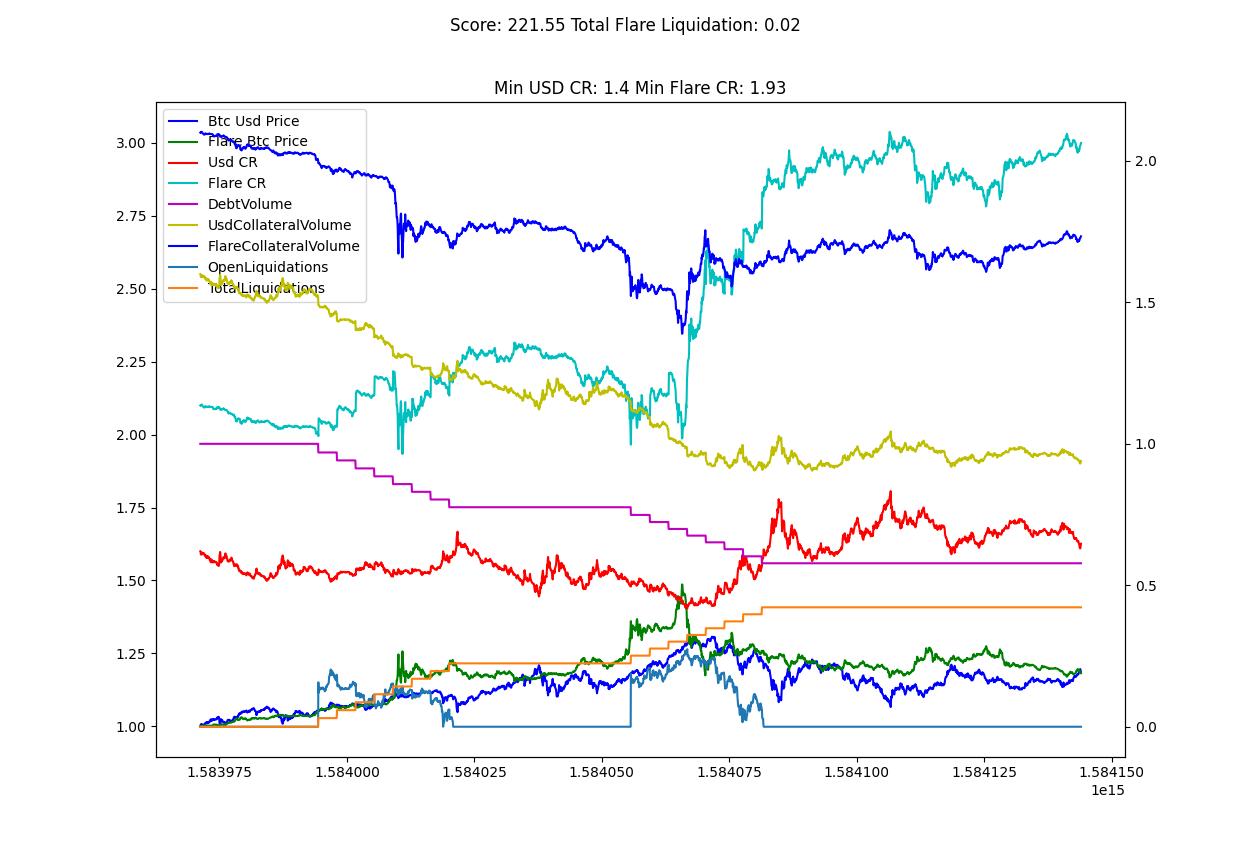 Score: 221.55 Total Flare Liquidation: 0.02
Min USD CR: 1.4 Min Flare CR: 1.93
Btc Usd Price
Flare Btc Price
Usd CR
Flare CR
DebtVolume
UsdCollateralVolume
FlareCollateralVolume
OpenLiquidations
TotalLiquidations
3.00
2.75
2.50
2.25
2.00
1.75
1.50
1.25
1.00
2.0
1.5
1.0
0.5
0.0
1.583975 1.584000 1.584025 1.584050 1.584075 1.584100 1.584125 1.584150
1e15